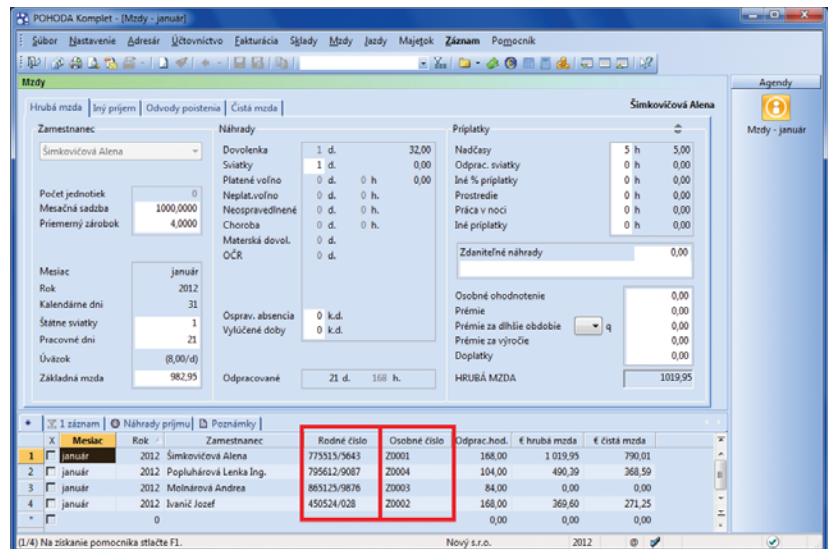 POHODA Komplet - [Mzdy - január]
Súbor Nastavenie Adresár Účtovníctvo Fakturácia Sklady Mzdy Jazdy Majetok Záznam Pomocník
Mzdy Agendy
Hrubá mzda Iný príjem Odvody poistenia Čistá mzda Šimkovičová Alena
Mzdy - január
Zamestnanec Náhrady Príplatky
Šimkovičová Alena Dovolenka 1 d. 32,00 Nadčasy 5 h 5,00
Sviatky 1 d. 0,00 Odprac. sviatky 0 h 0,00
Platené voľno 0 d. 0 h 0,00 Iné % príplatky 0 h 0,00
Počet jednotiek 0 Neplat.voľno 0 d. 0 h. Prostredie 0 h 0,00
Mesačná sadzba 1000,0000 Neospravedlnené 0 d. 0 h. Práca v noci 0 h 0,00
Priemerný zárobok 4,0000 Choroba 0 d. 0 h. Iné príplatky 0 h 0,00
Materská dovol. 0 d.
OČR 0 d. Zdaniteľné náhrady 0,00
Mesiac január
Rok 2012
Kalendárne dni 31
Štátne sviatky 1
Pracovné dni 21
Úväzok (8,00/d)
Základná mzda 982,95
Osprav. absencia 0 k.d.
Vylúčené doby 0 k.d.
Odpracované 21 d. 168 h.
Osobné ohodnotenie 0,00
Prémie 0,00
Prémie za dlhšie obdobie q 0,00
Prémie za výročie 0,00
Doplatky 0,00
HRUBÁ MZDA 1019,95
* 1 záznam Náhrady príjmu Poznámky
X Mesiac Rok Zamestnanec Rodné číslo Osobné číslo Odprac.hod. € hrubá mzda € čistá mzda
1 január 2012 Šimkovičová Alena 775515/5643 Z0001 168,00 1 019,95 790,01
2 január 2012 Popluhárová Lenka Ing. 795612/9087 Z0004 104,00 490,39 368,59
3 január 2012 Molnárová Andrea 865125/9876 Z0003 84,00 0,00 0,00
4 január 2012 Ivanič Jozef 450524/028 Z0002 168,00 369,60 271,25
* 0 0,00 0,00 0,00
(1/4) Na získanie pomocníka stlačte F1. Nový s.r.o. 2012 @